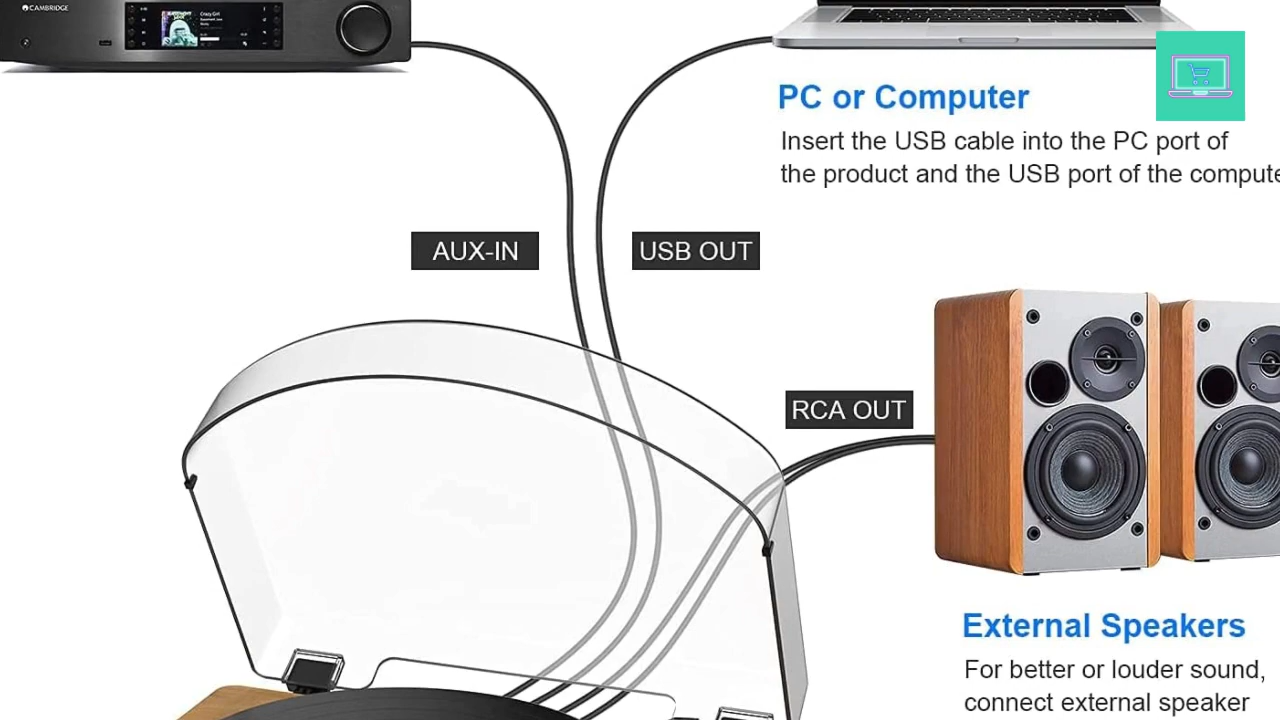 CAMBRIDGE
Crazy Girl
PC or Computer
Insert the USB cable into the PC port of
the product and the USB port of the compute
AUX-IN
USB OUT
RCA OUT
External Speakers
For better or louder sound,
connect external speaker